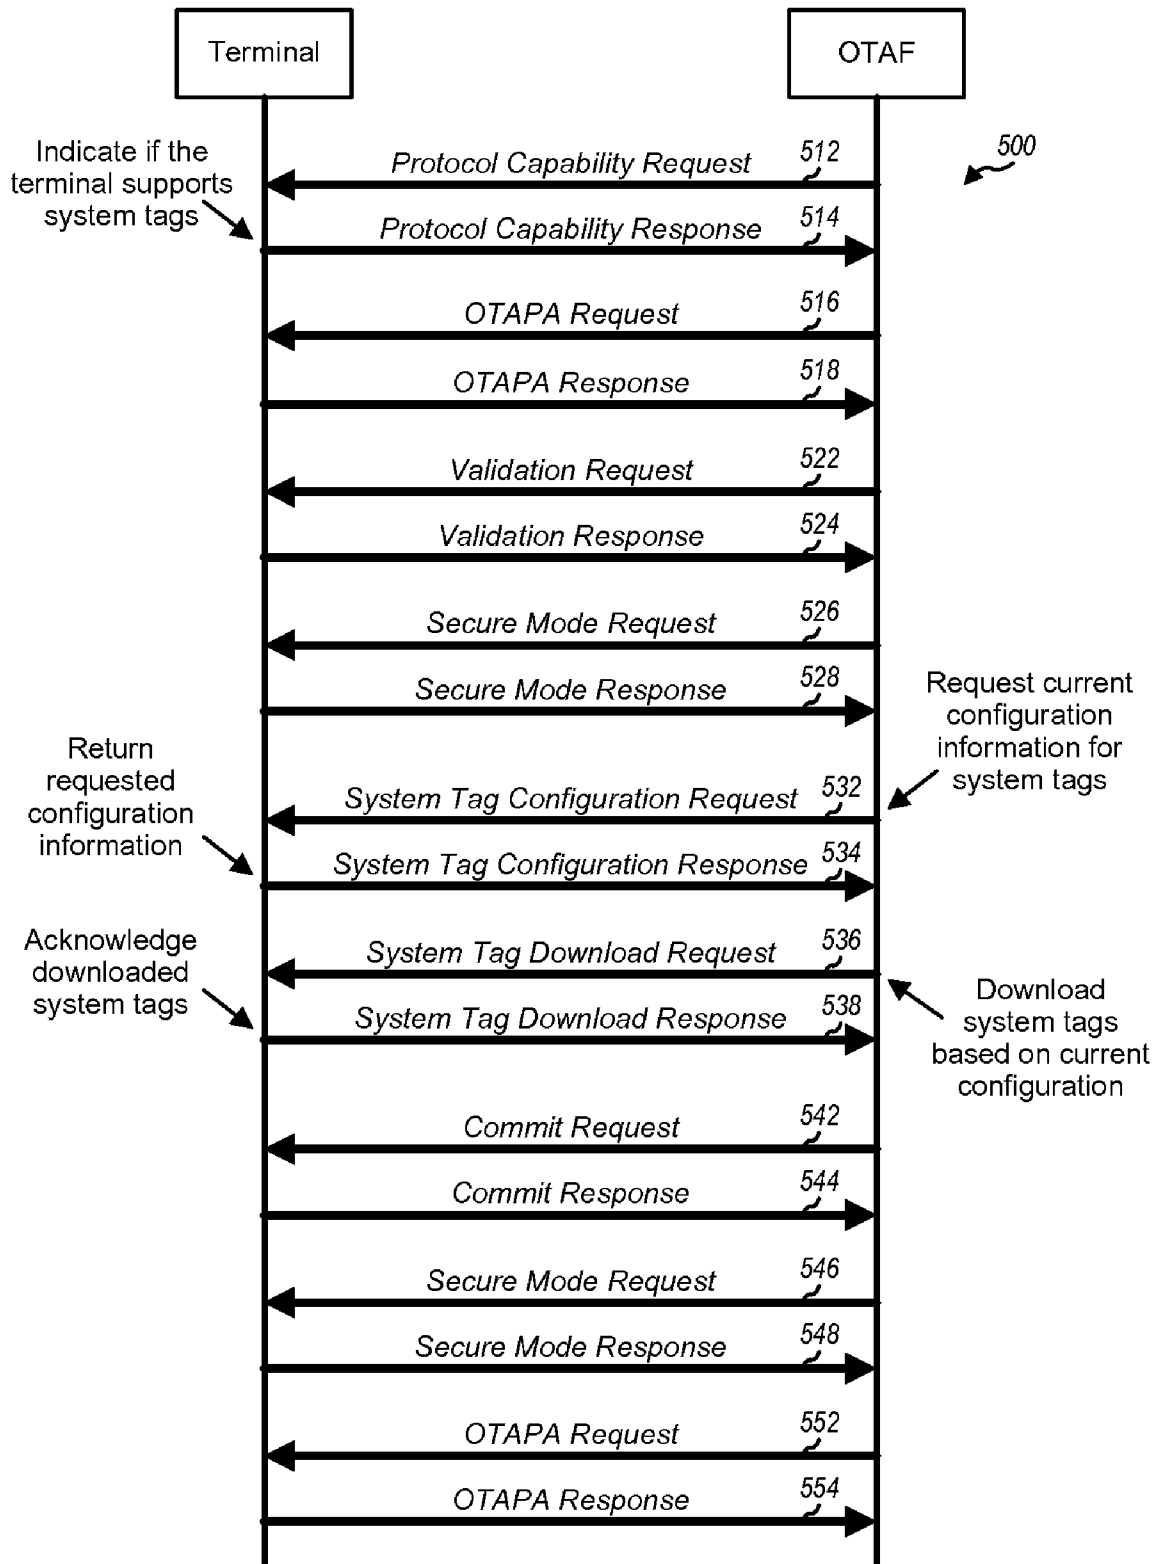 Terminal
OTAF
500
Indicate if the
terminal supports
system tags
Protocol Capability Request
512
Protocol Capability Response
514
OTAPA Request
516
OTAPA Response
518
Validation Request
522
Validation Response
524
Secure Mode Request
526
Secure Mode Response
528
Request current
configuration
information for
system tags
Return
requested
configuration
information
System Tag Configuration Request
532
System Tag Configuration Response
534
Acknowledge
downloaded
system tags
System Tag Download Request
536
System Tag Download Response
538
Download
system tags
based on current
configuration
Commit Request
542
Commit Response
544
Secure Mode Request
546
Secure Mode Response
548
OTAPA Request
552
OTAPA Response
554